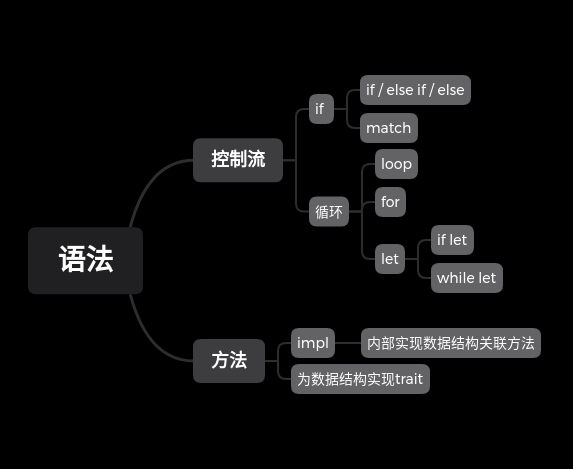 语法
控制流
if
if / else if / else
match
循环
loop
for
let
if let
while let
方法
impl
内部实现数据结构关联方法
为数据结构实现trait